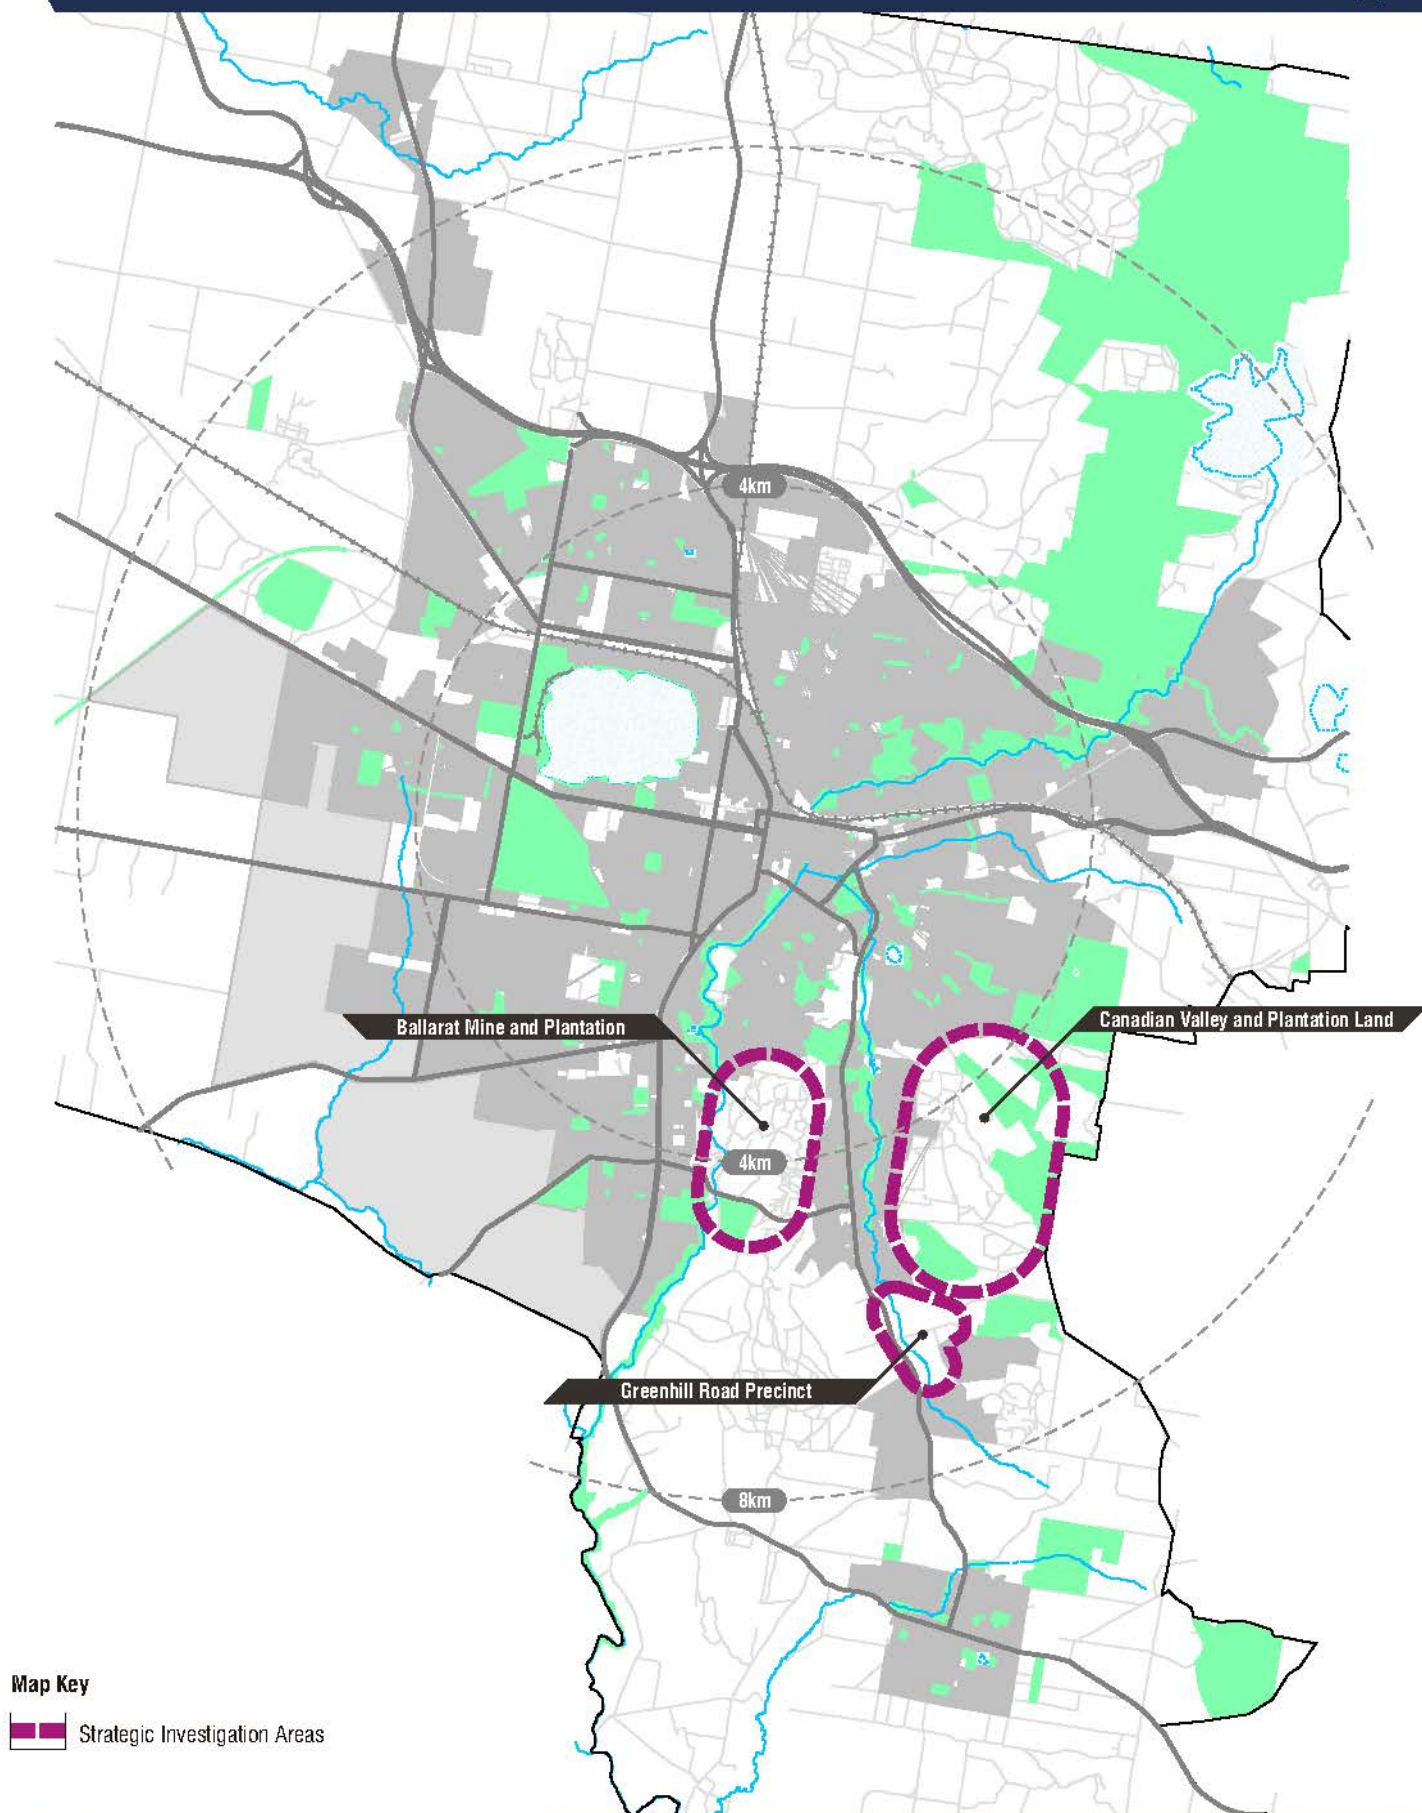 4km
Ballarat Mine and Plantation
Canadian Valley and Plantation Land
4km
Greenhill Road Precinct
8km
Map Key
Strategic Investigation Areas